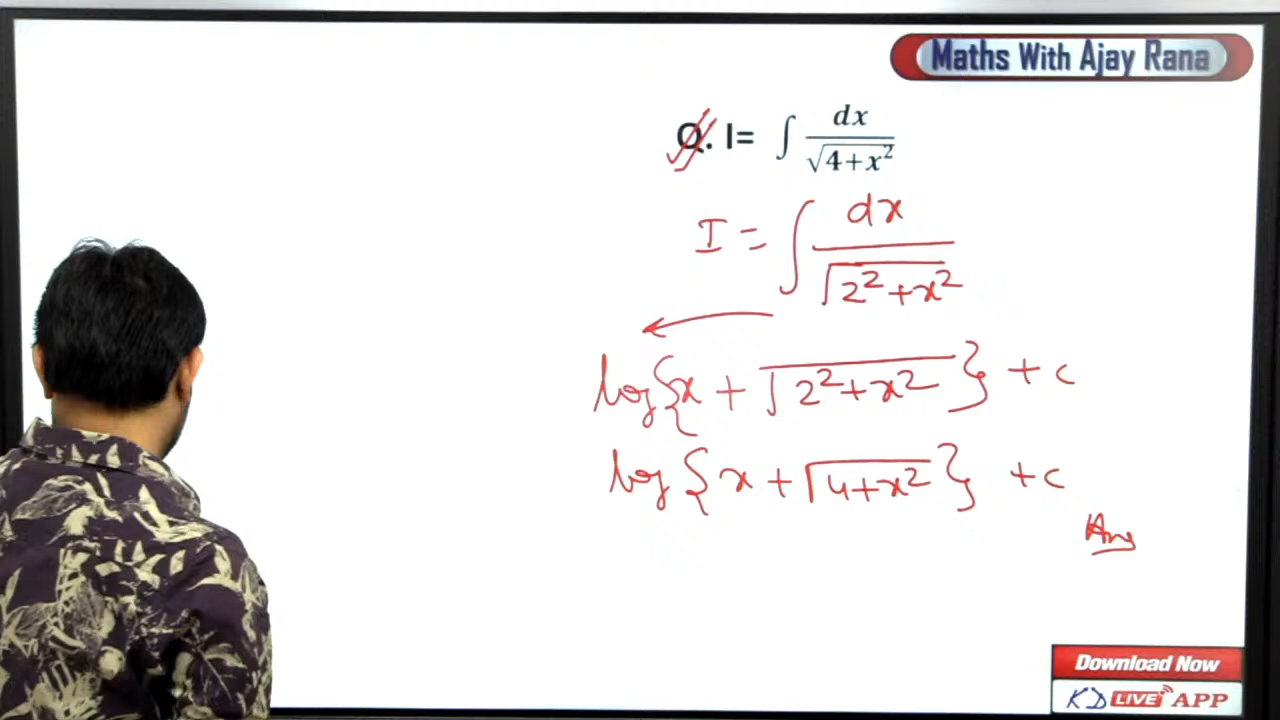 Maths With Ajay Rana
Q. I= ∫ dx/√4+x²
I = ∫ dx/√2²+x²
log{x + √2²+x²} + c
log{x + √4+x²} + c
Ans
Download Now
KD LIVE APP